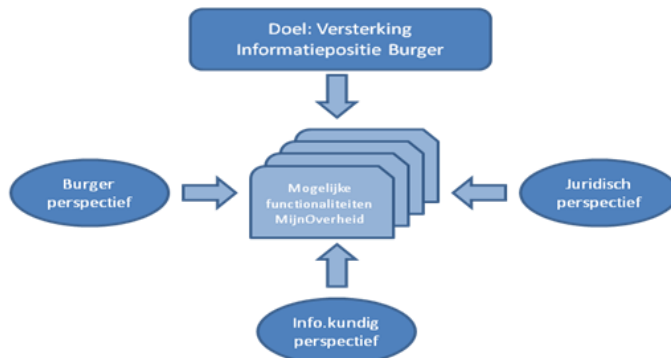 Doel: Versterking
Informatiepositie Burger
Burger
perspectief
Mogelijke
functionaliteiten
MijnOverheid
Juridisch
perspectief
Info.kundig
perspectief